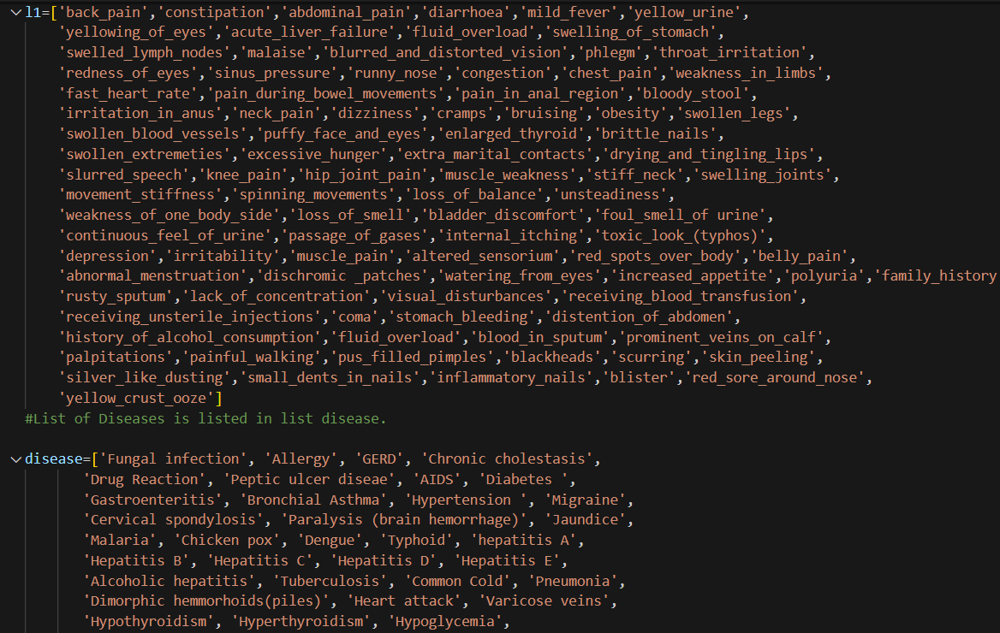 l1=['back_pain','constipation','abdominal_pain','diarrhoea','mild_fever','yellow_urine',
'yellowing_of_eyes','acute_liver_failure','fluid_overload','swelling_of_stomach',
'swelled_lymph_nodes','malaise','blurred_and_distorted_vision','phlegm','throat_irritation',
'redness_of_eyes','sinus_pressure','runny_nose','congestion','chest_pain','weakness_in_limbs',
'fast_heart_rate','pain_during_bowel_movements','pain_in_anal_region','bloody_stool',
'irritation_in_anus','neck_pain','dizziness','cramps','bruising','obesity','swollen_legs',
'swollen_blood_vessels','puffy_face_and_eyes','enlarged_thyroid','brittle_nails',
'swollen_extremeties','excessive_hunger','extra_marital_contacts','drying_and_tingling_lips',
'slurred_speech','knee_pain','hip_joint_pain','muscle_weakness','stiff_neck','swelling_joints',
'movement_stiffness','spinning_movements','loss_of_balance','unsteadiness',
'weakness_of_one_body_side','loss_of_smell','bladder_discomfort','foul_smell_of urine',
'continuous_feel_of_urine','passage_of_gases','internal_itching','toxic_look_(typhos)',
'depression','irritability','muscle_pain','altered_sensorium','red_spots_over_body','belly_pain',
'abnormal_menstruation','dischromic _patches','watering_from_eyes','increased_appetite','polyuria','family_history
'rusty_sputum','lack_of_concentration','visual_disturbances','receiving_blood_transfusion',
'receiving_unsterile_injections','coma','stomach_bleeding','distention_of_abdomen',
'history_of_alcohol_consumption','fluid_overload','blood_in_sputum','prominent_veins_on_calf',
'palpitations','painful_walking','pus_filled_pimples','blackheads','scurring','skin_peeling',
'silver_like_dusting','small_dents_in_nails','inflammatory_nails','blister','red_sore_around_nose',
'yellow_crust_ooze']
#List of Diseases is listed in list disease.
disease=['Fungal infection', 'Allergy', 'GERD', 'Chronic cholestasis',
'Drug Reaction', 'Peptic ulcer diseae', 'AIDS', 'Diabetes ',
'Gastroenteritis', 'Bronchial Asthma', 'Hypertension ', 'Migraine',
'Cervical spondylosis', 'Paralysis (brain hemorrhage)', 'Jaundice',
'Malaria', 'Chicken pox', 'Dengue', 'Typhoid', 'hepatitis A',
'Hepatitis B', 'Hepatitis C', 'Hepatitis D', 'Hepatitis E',
'Alcoholic hepatitis', 'Tuberculosis', 'Common Cold', 'Pneumonia',
'Dimorphic hemmorhoids(piles)', 'Heart attack', 'Varicose veins',
'Hypothyroidism', 'Hyperthyroidism', 'Hypoglycemia',